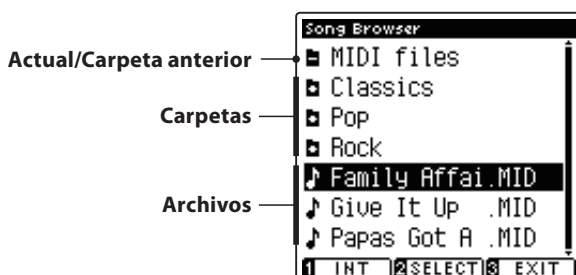 Song Browser
Actual/Carpeta anterior
MIDI files
Classics
Carpetas
Pop
Rock
Family Affai.MID
Archivos
Give It Up .MID
Papas Got A .MID
1 INT 2 SELECT 3 EXIT